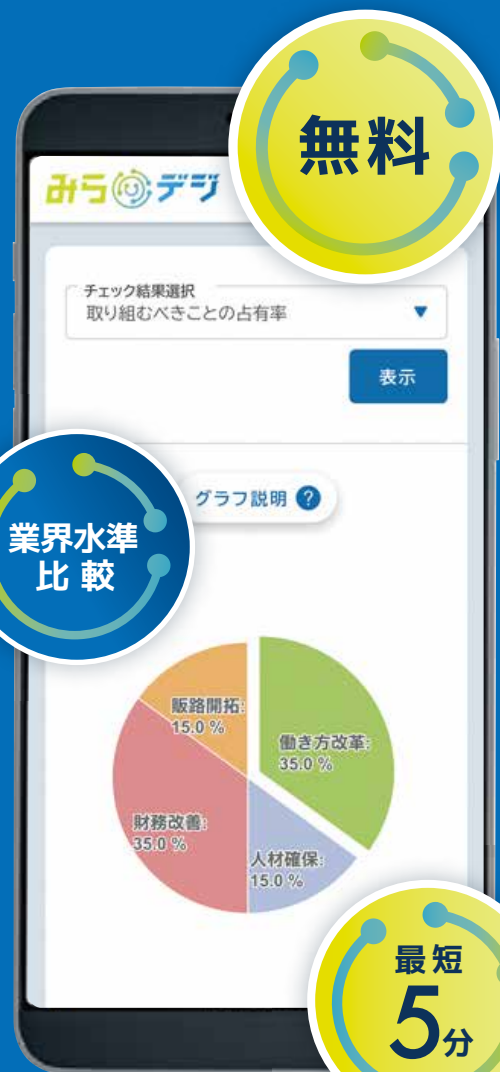 無料
みらデジ
チェック結果選択
取り組むべきことの占有率
表示
グラフ説明 ?
業界水準
比較
販路開拓:
15.0 %
働き方改革:
35.0 %
財務改善:
35.0 %
人材確保:
15.0 %
最短
5分